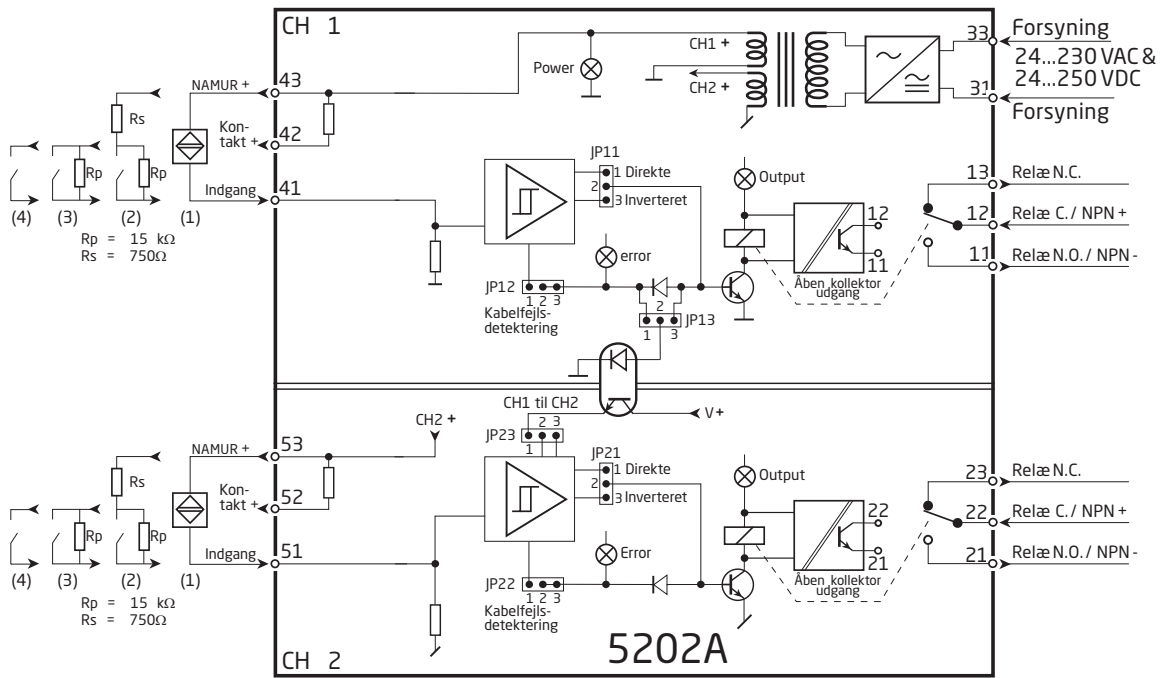 CH 1
33
Forsyning
24...230 VAC &
24...250 VDC
31
Forsyning
CH1 +
CH2 +
Power
NAMUR +
43
Kon-
takt +
42
Indgang
41
Rs
Rp
Rp
(4)
(3)
(2)
(1)
Rp = 15 kΩ
Rs = 750Ω
JP11
1 Direkte
2
3 Inverteret
Output
error
JP12
1 2 3
Kabelfejls-
detektering
2
1
3
JP13
12
11
Åben kollektor
udgang
13
Relæ N.C.
12
Relæ C. / NPN +
11
Relæ N.O. / NPN -
CH1 til CH2
V+
CH2 +
JP23
2 3
1
NAMUR +
53
Kon-
takt +
52
Indgang
51
Rs
Rp
Rp
(4)
(3)
(2)
(1)
Rp = 15 kΩ
Rs = 750Ω
JP21
1 Direkte
2
3 Inverteret
Output
Error
JP22
1 2 3
Kabelfejls-
detektering
22
21
Åben kollektor
udgang
23
Relæ N.C.
22
Relæ C. / NPN +
21
Relæ N.O. / NPN -
5202A
CH 2